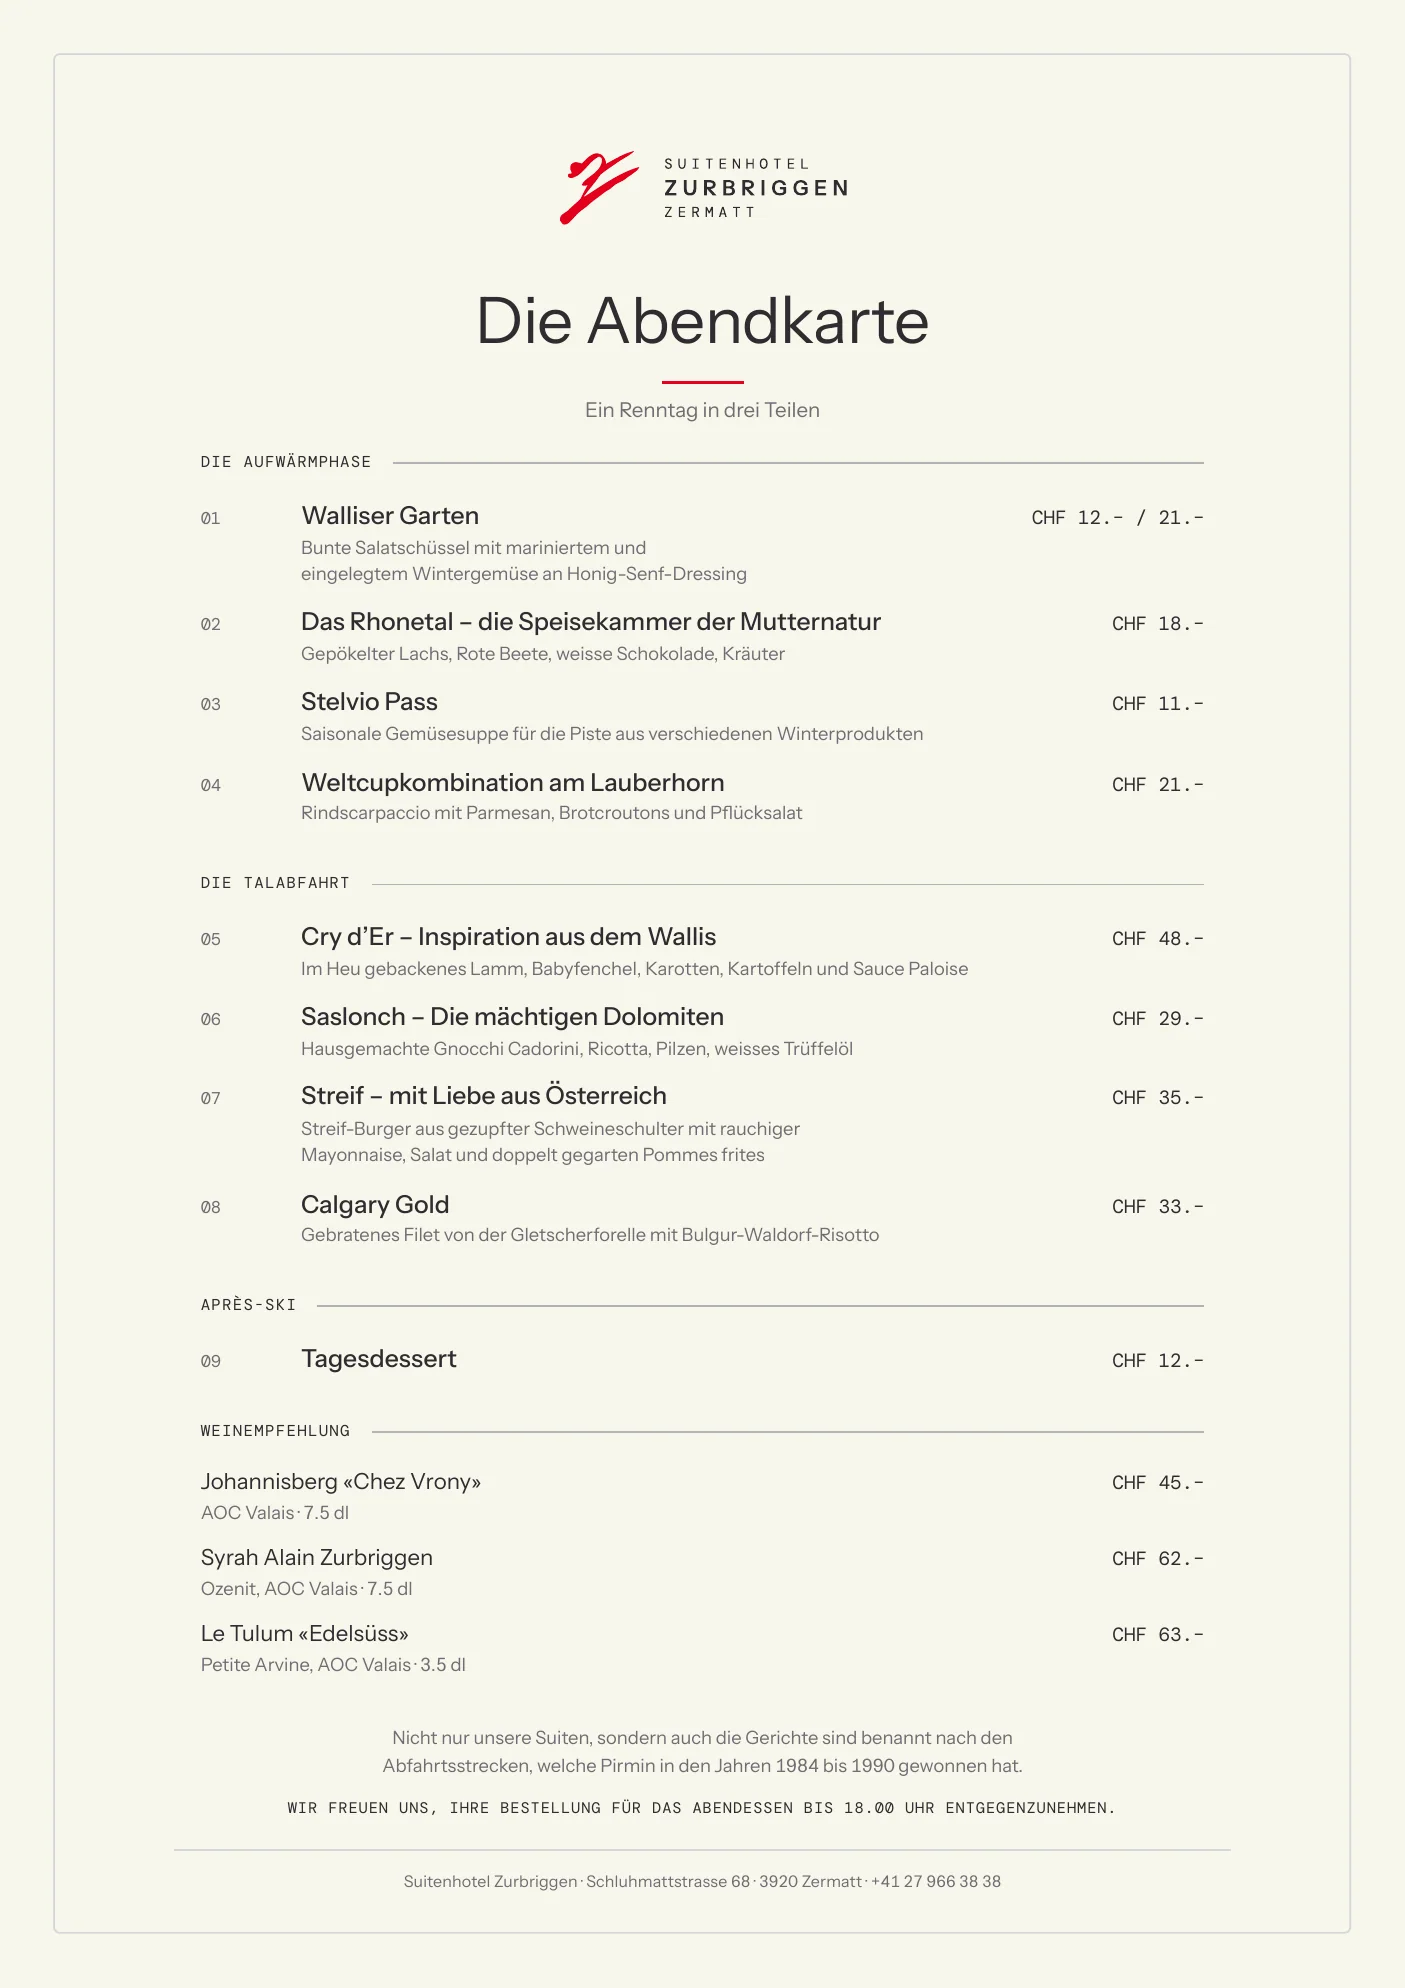 SUITENHOTEL
ZURBRIGGEN
ZERMATT
Die Abendkarte
Ein Renntag in drei Teilen
DIE AUFWÄRMPHASE
01 Walliser Garten CHF 12.– / 21.–
Bunte Salatschüssel mit mariniertem und
eingelegtem Wintergemüse an Honig-Senf-Dressing
02 Das Rhonetal – die Speisekammer der Mutternatur CHF 18.–
Gepökelter Lachs, Rote Beete, weisse Schokolade, Kräuter
03 Stelvio Pass CHF 11.–
Saisonale Gemüsesuppe für die Piste aus verschiedenen Winterprodukten
04 Weltcupkombination am Lauberhorn CHF 21.–
Rindscarpaccio mit Parmesan, Brotcroutons und Pflücksalat
DIE TALABFAHRT
05 Cry d’Er – Inspiration aus dem Wallis CHF 48.–
Im Heu gebackenes Lamm, Babyfenchel, Karotten, Kartoffeln und Sauce Paloise
06 Saslonch – Die mächtigen Dolomiten CHF 29.–
Hausgemachte Gnocchi Cadorini, Ricotta, Pilzen, weisses Trüffelöl
07 Streif – mit Liebe aus Österreich CHF 35.–
Streif-Burger aus gezupfter Schweineschulter mit rauchiger
Mayonnaise, Salat und doppelt gegarten Pommes frites
08 Calgary Gold CHF 33.–
Gebratenes Filet von der Gletscherforelle mit Bulgur-Waldorf-Risotto
APRÈS-SKI
09 Tagesdessert CHF 12.–
WEINEMPFEHLUNG
Johannisberg «Chez Vrony» CHF 45.–
AOC Valais · 7.5 dl
Syrah Alain Zurbriggen CHF 62.–
Ozenit, AOC Valais · 7.5 dl
Le Tulum «Edelsüss» CHF 63.–
Petite Arvine, AOC Valais · 3.5 dl
Nicht nur unsere Suiten, sondern auch die Gerichte sind benannt nach den
Abfahrtsstrecken, welche Pirmin in den Jahren 1984 bis 1990 gewonnen hat.
WIR FREUEN UNS, IHRE BESTELLUNG FÜR DAS ABENDESSEN BIS 18.00 UHR ENTGEGENZUNEHMEN.
Suitenhotel Zurbriggen · Schluhmattstrasse 68 · 3920 Zermatt · +41 27 966 38 38